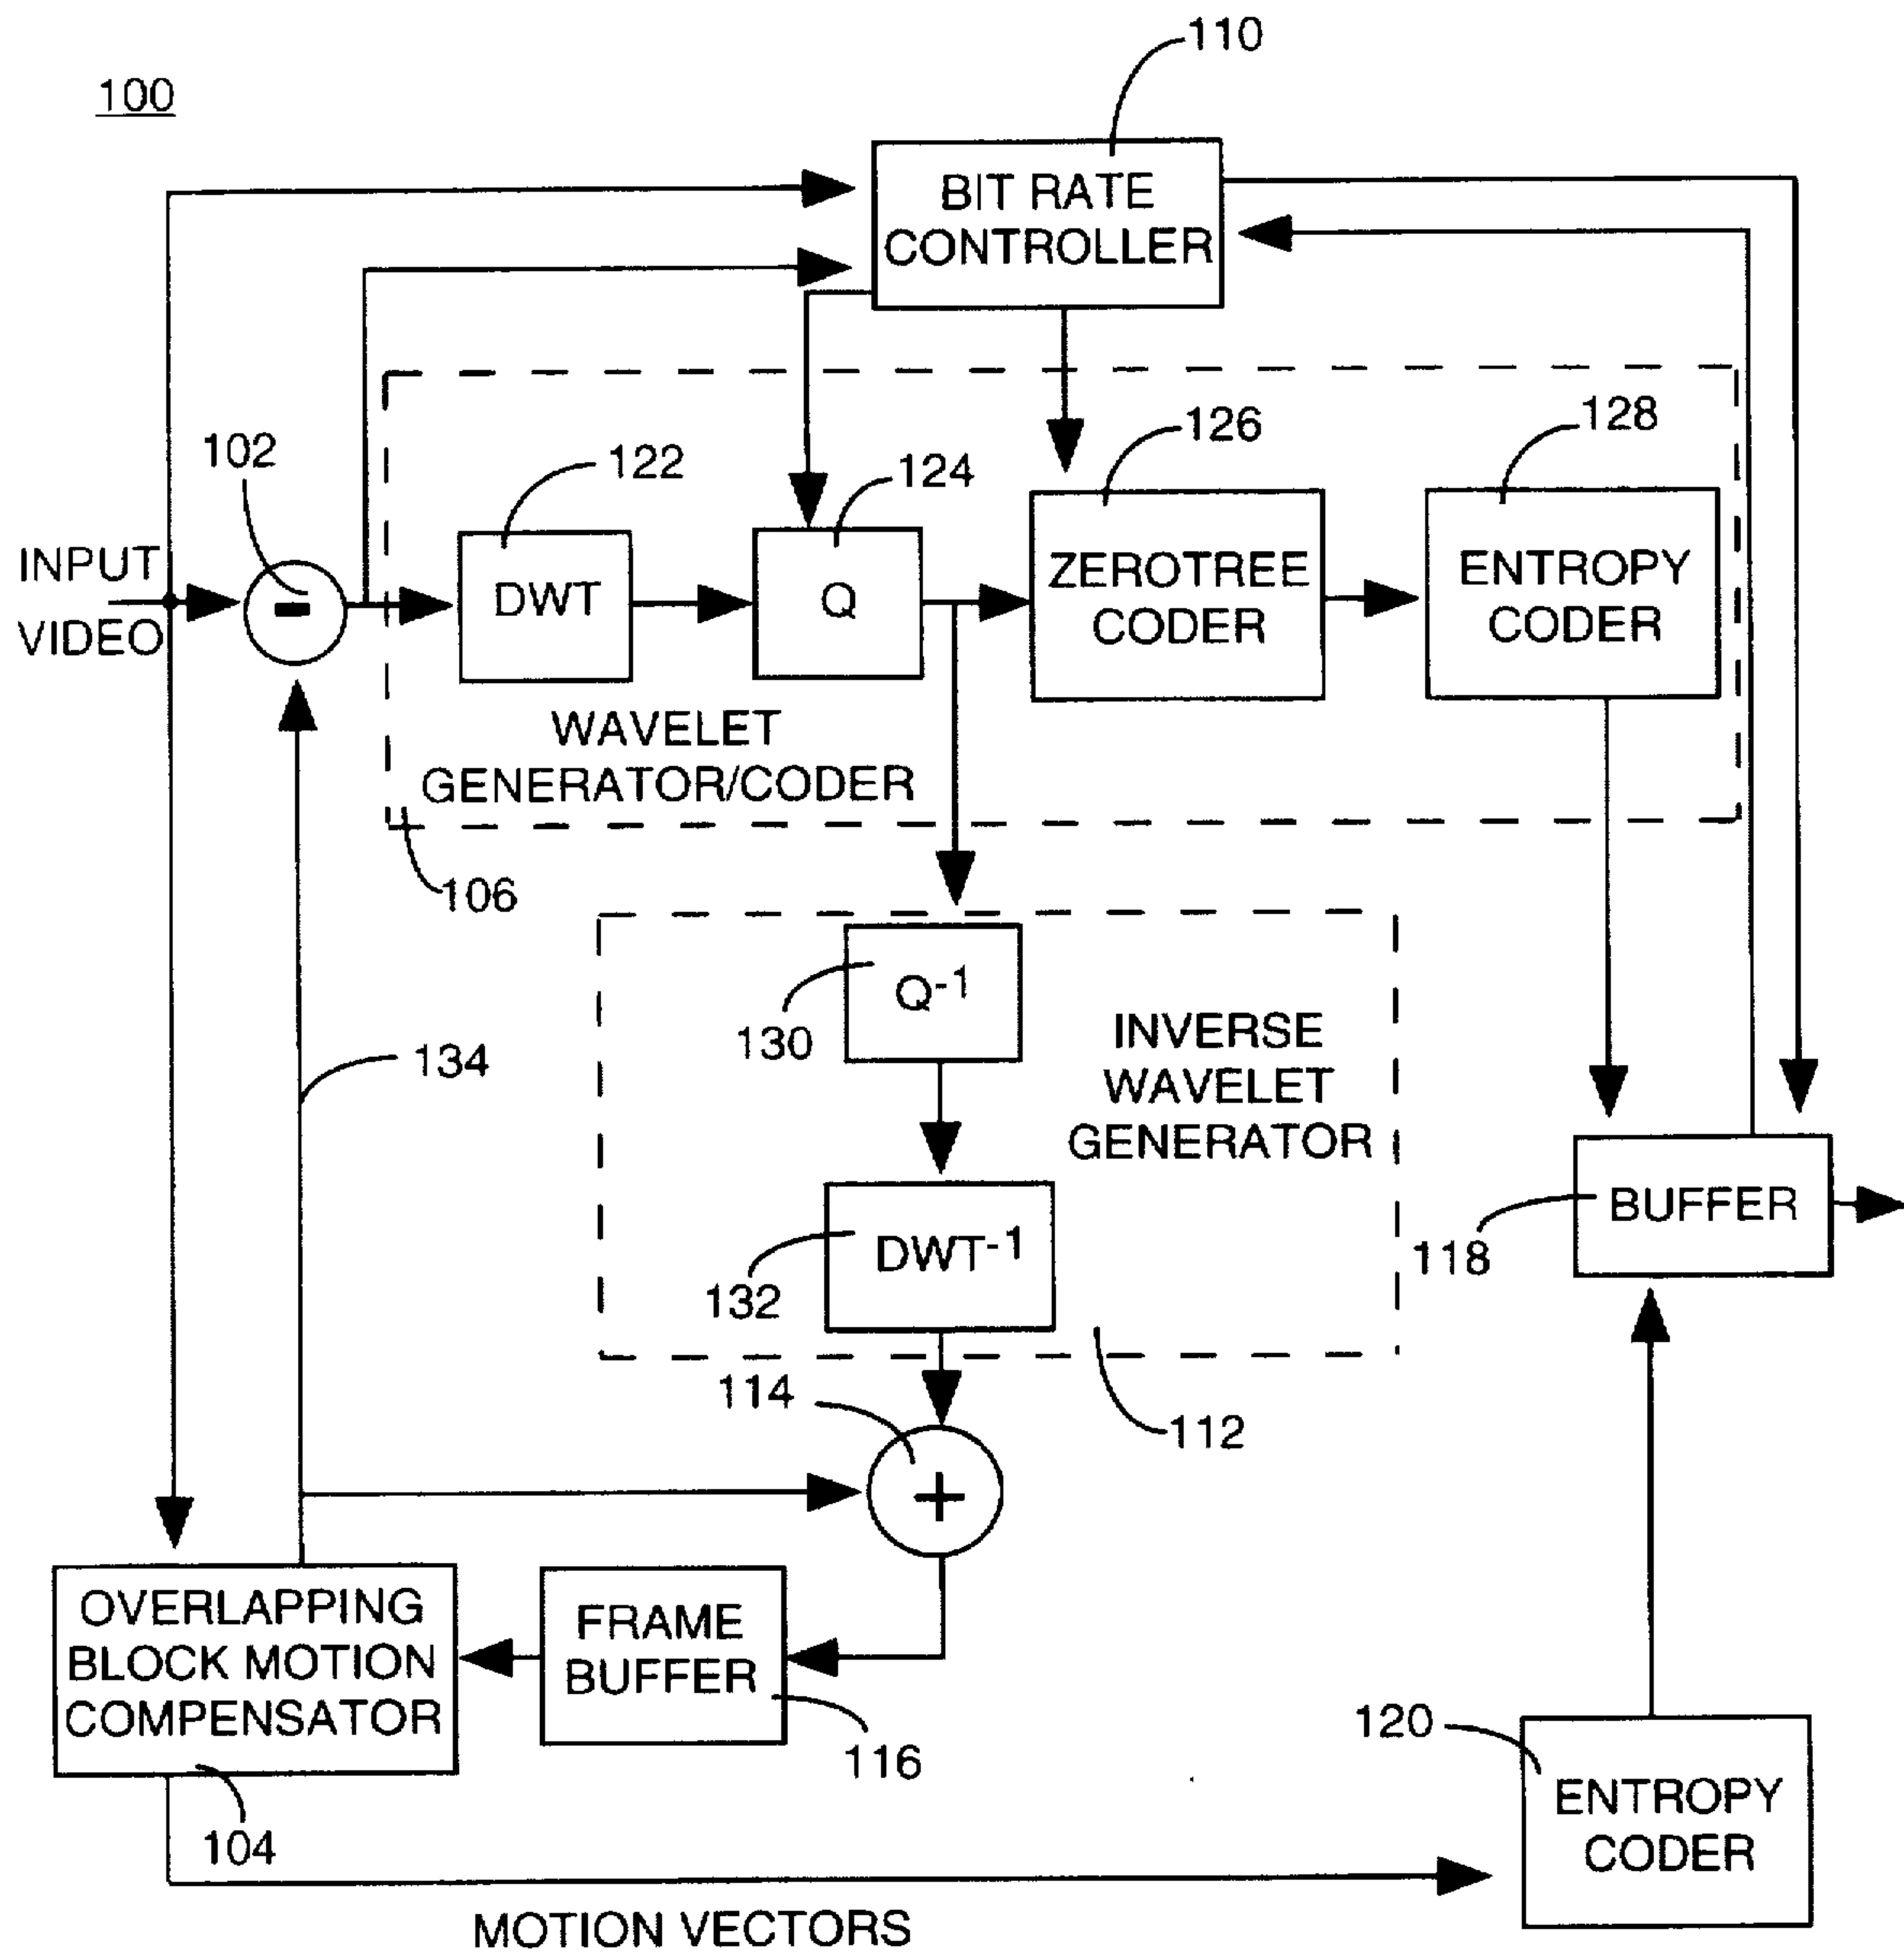 110
100
BIT RATE
CONTROLLER
102
122
124
126
128
INPUT
VIDEO
-
DWT
Q
ZEROTREE
CODER
ENTROPY
CODER
WAVELET
GENERATOR/CODER
106
Q-1
130
INVERSE
WAVELET
GENERATOR
134
BUFFER
118
DWT-1
132
114
112
+
OVERLAPPING
BLOCK MOTION
COMPENSATOR
FRAME
BUFFER
116
104
120
ENTROPY
CODER
MOTION VECTORS